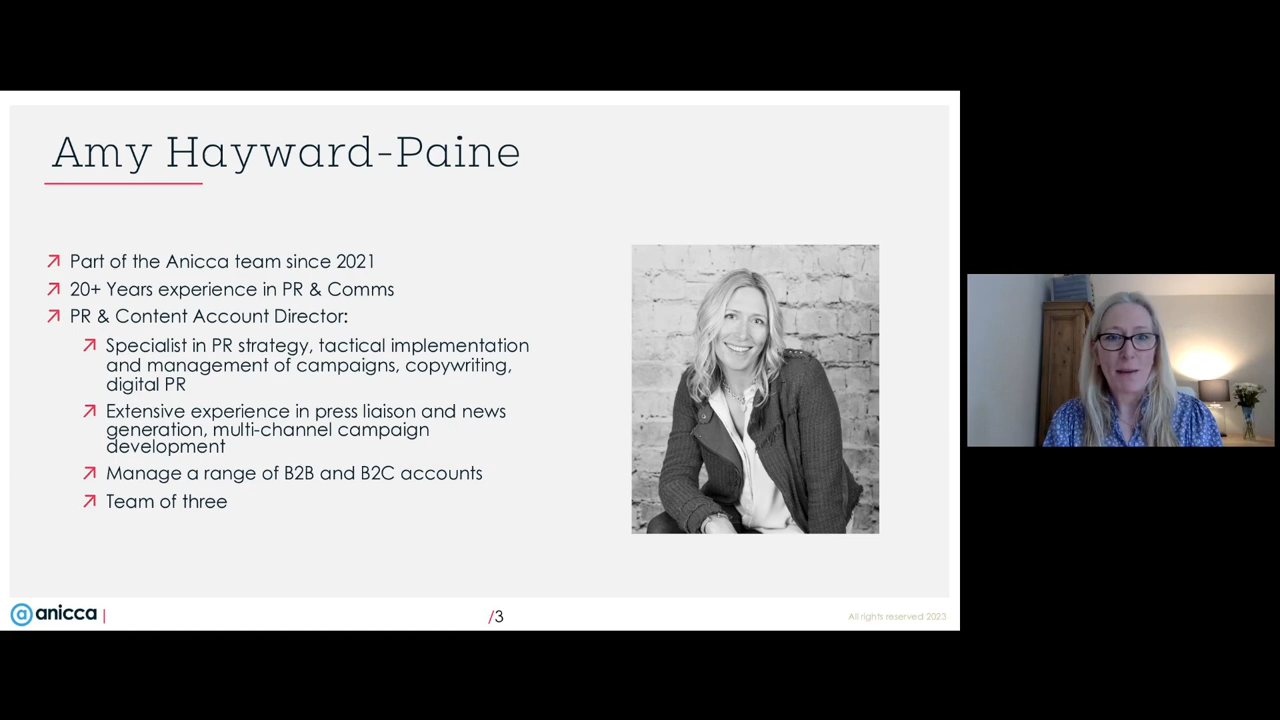 Amy Hayward-Paine
Part of the Anicca team since 2021
20+ Years experience in PR & Comms
PR & Content Account Director:
Specialist in PR strategy, tactical implementation
and management of campaigns, copywriting,
digital PR
Extensive experience in press liaison and news
generation, multi-channel campaign
development
Manage a range of B2B and B2C accounts
Team of three
@anicca |
/3
All rights reserved 2023